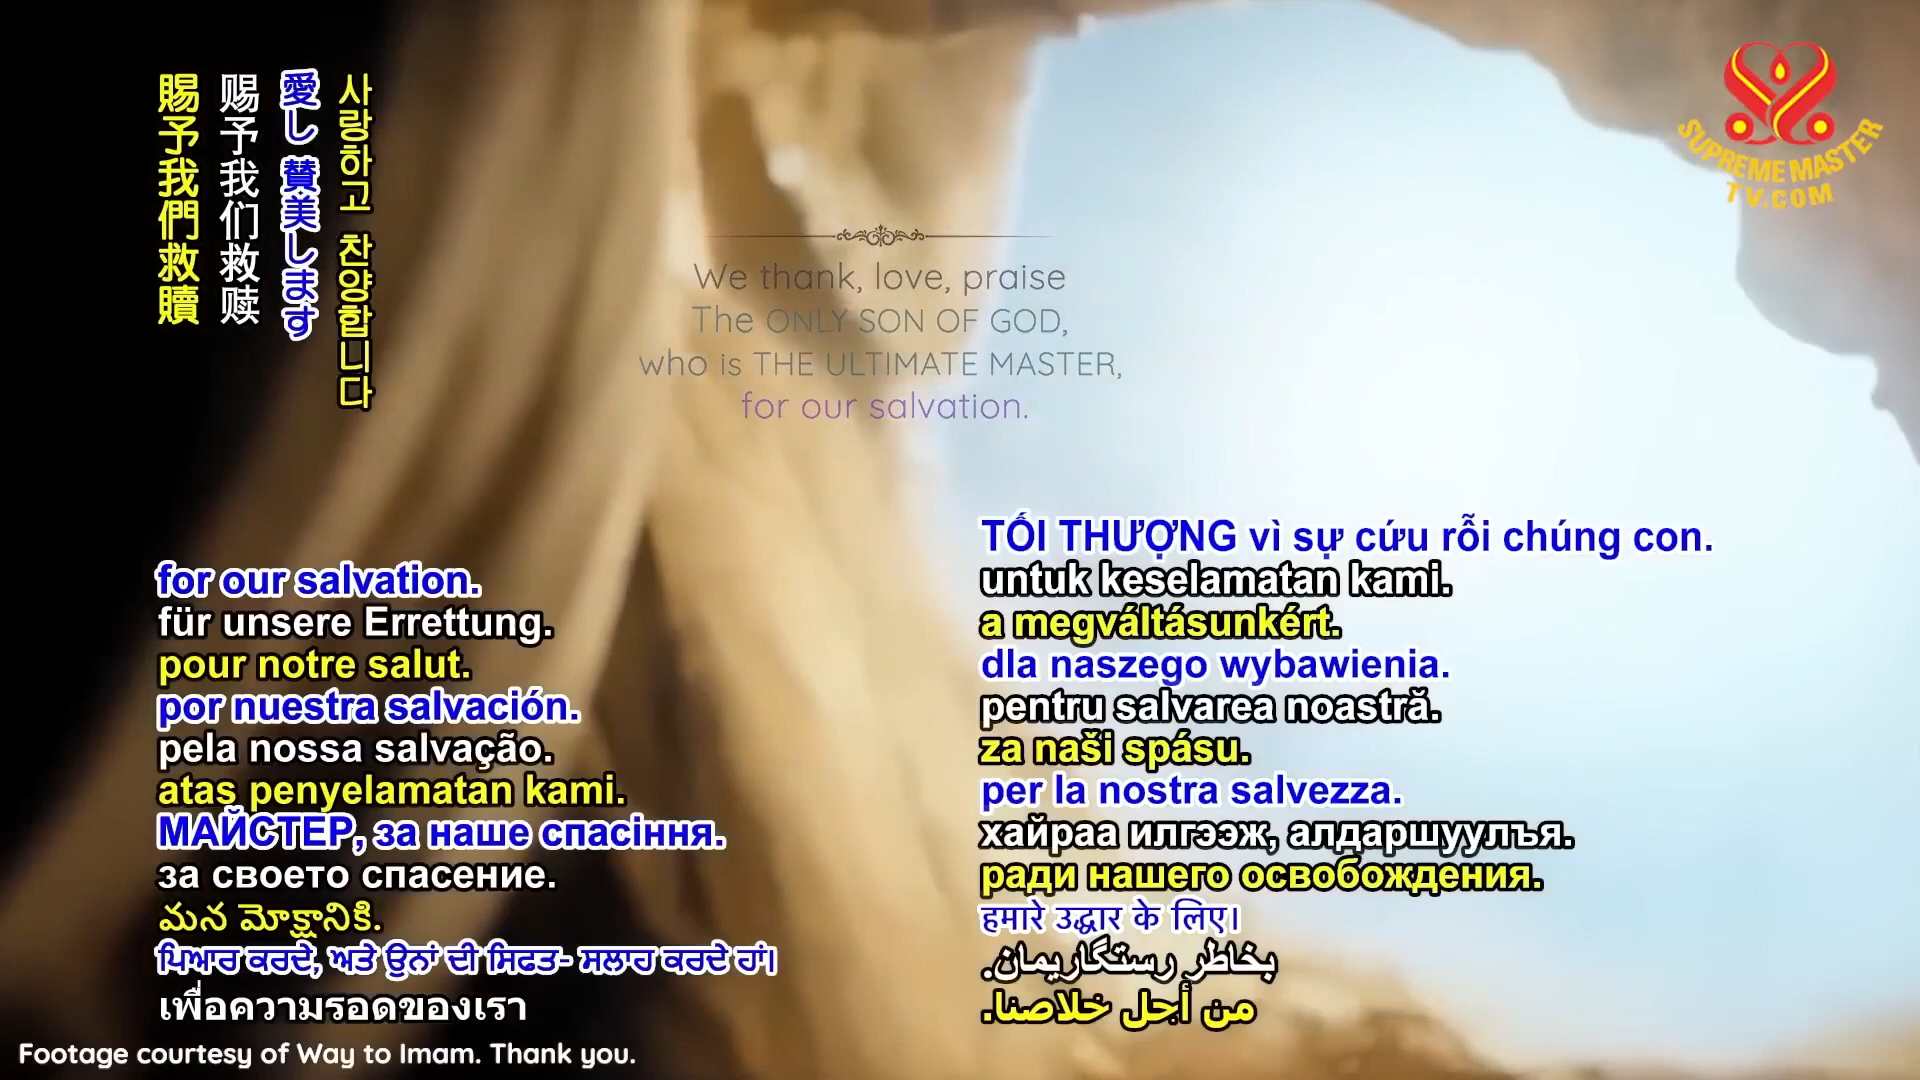 賜予我們救贖
赐予我们救赎
愛し 賛美します
사랑하고 찬양합니다
SUPREME MASTER
TV.COM
We thank, love, praise
The ONLY SON OF GOD,
who is THE ULTIMATE MASTER,
for our salvation.
for our salvation.
für unsere Errettung.
pour notre salut.
por nuestra salvación.
pela nossa salvação.
atas penyelamatan kami.
МАЙСТЕР, за наше спасіння.
за своето спасение.
మన మోక్షానికి.
ਪਿਆਰ ਕਰਦੇ, ਅਤੇ ਉਨਾਂ ਦੀ ਸਿਫਤ- ਸਲਾਹ ਕਰਦੇ ਹਾਂ।
เพื่อความรอดของเรา
TỐI THƯỢNG vì sự cứu rỗi chúng con.
untuk keselamatan kami.
a megváltásunkért.
dla naszego wybawienia.
pentru salvarea noastră.
za naši spásu.
per la nostra salvezza.
хайраа илгээж, алдаршуулъя.
ради нашего освобождения.
हमारे उद्धार के लिए।
بخاطر رستگاریمان.
من أجل خلاصنا.
Footage courtesy of Way to Imam. Thank you.